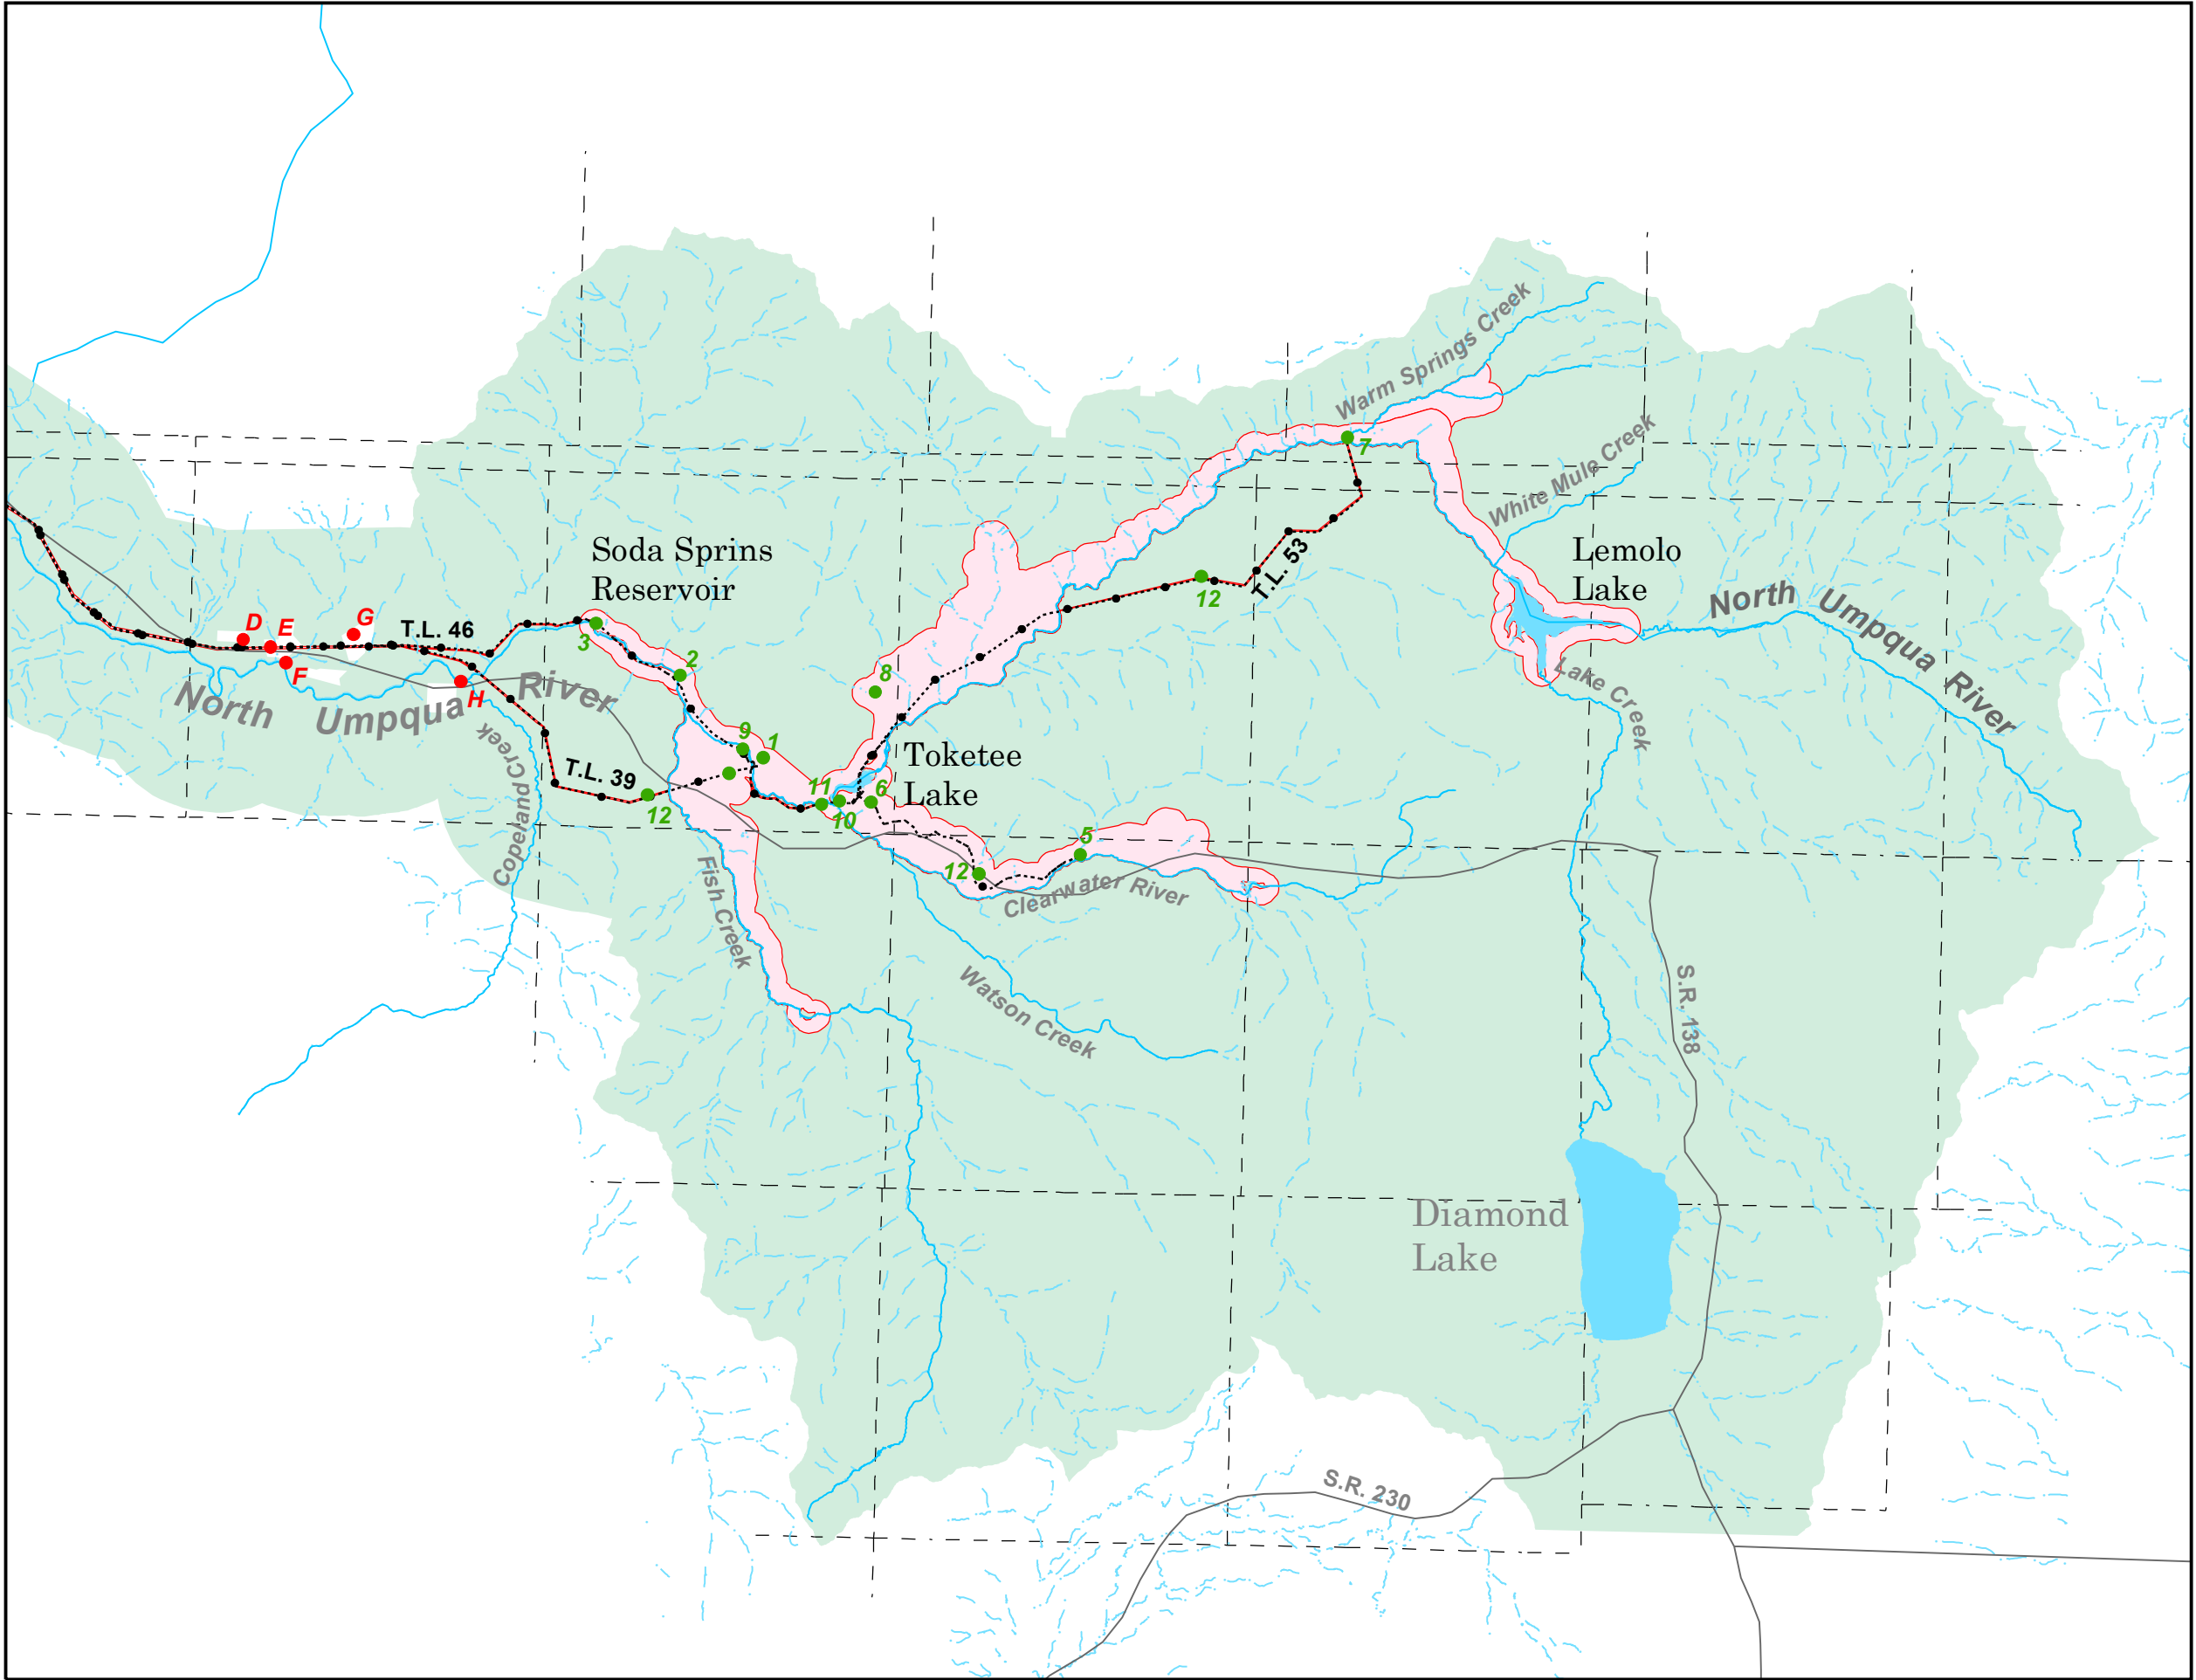 Warm Springs Creek
7
White Mule Creek
Soda Sprins
Reservoir
Lemolo
Lake
T.L. 53
12
North Umpqua River
D
E
G
T.L. 46
3
F
2
8
H
North Umpqua River
Lake Creek
Copeland Creek
9
1
Toketee
Lake
T.L. 39
11
6
12
10
5
12
Fish Creek
Clearwater River
Watson Creek
S.R. 138
Diamond
Lake
S.R. 230